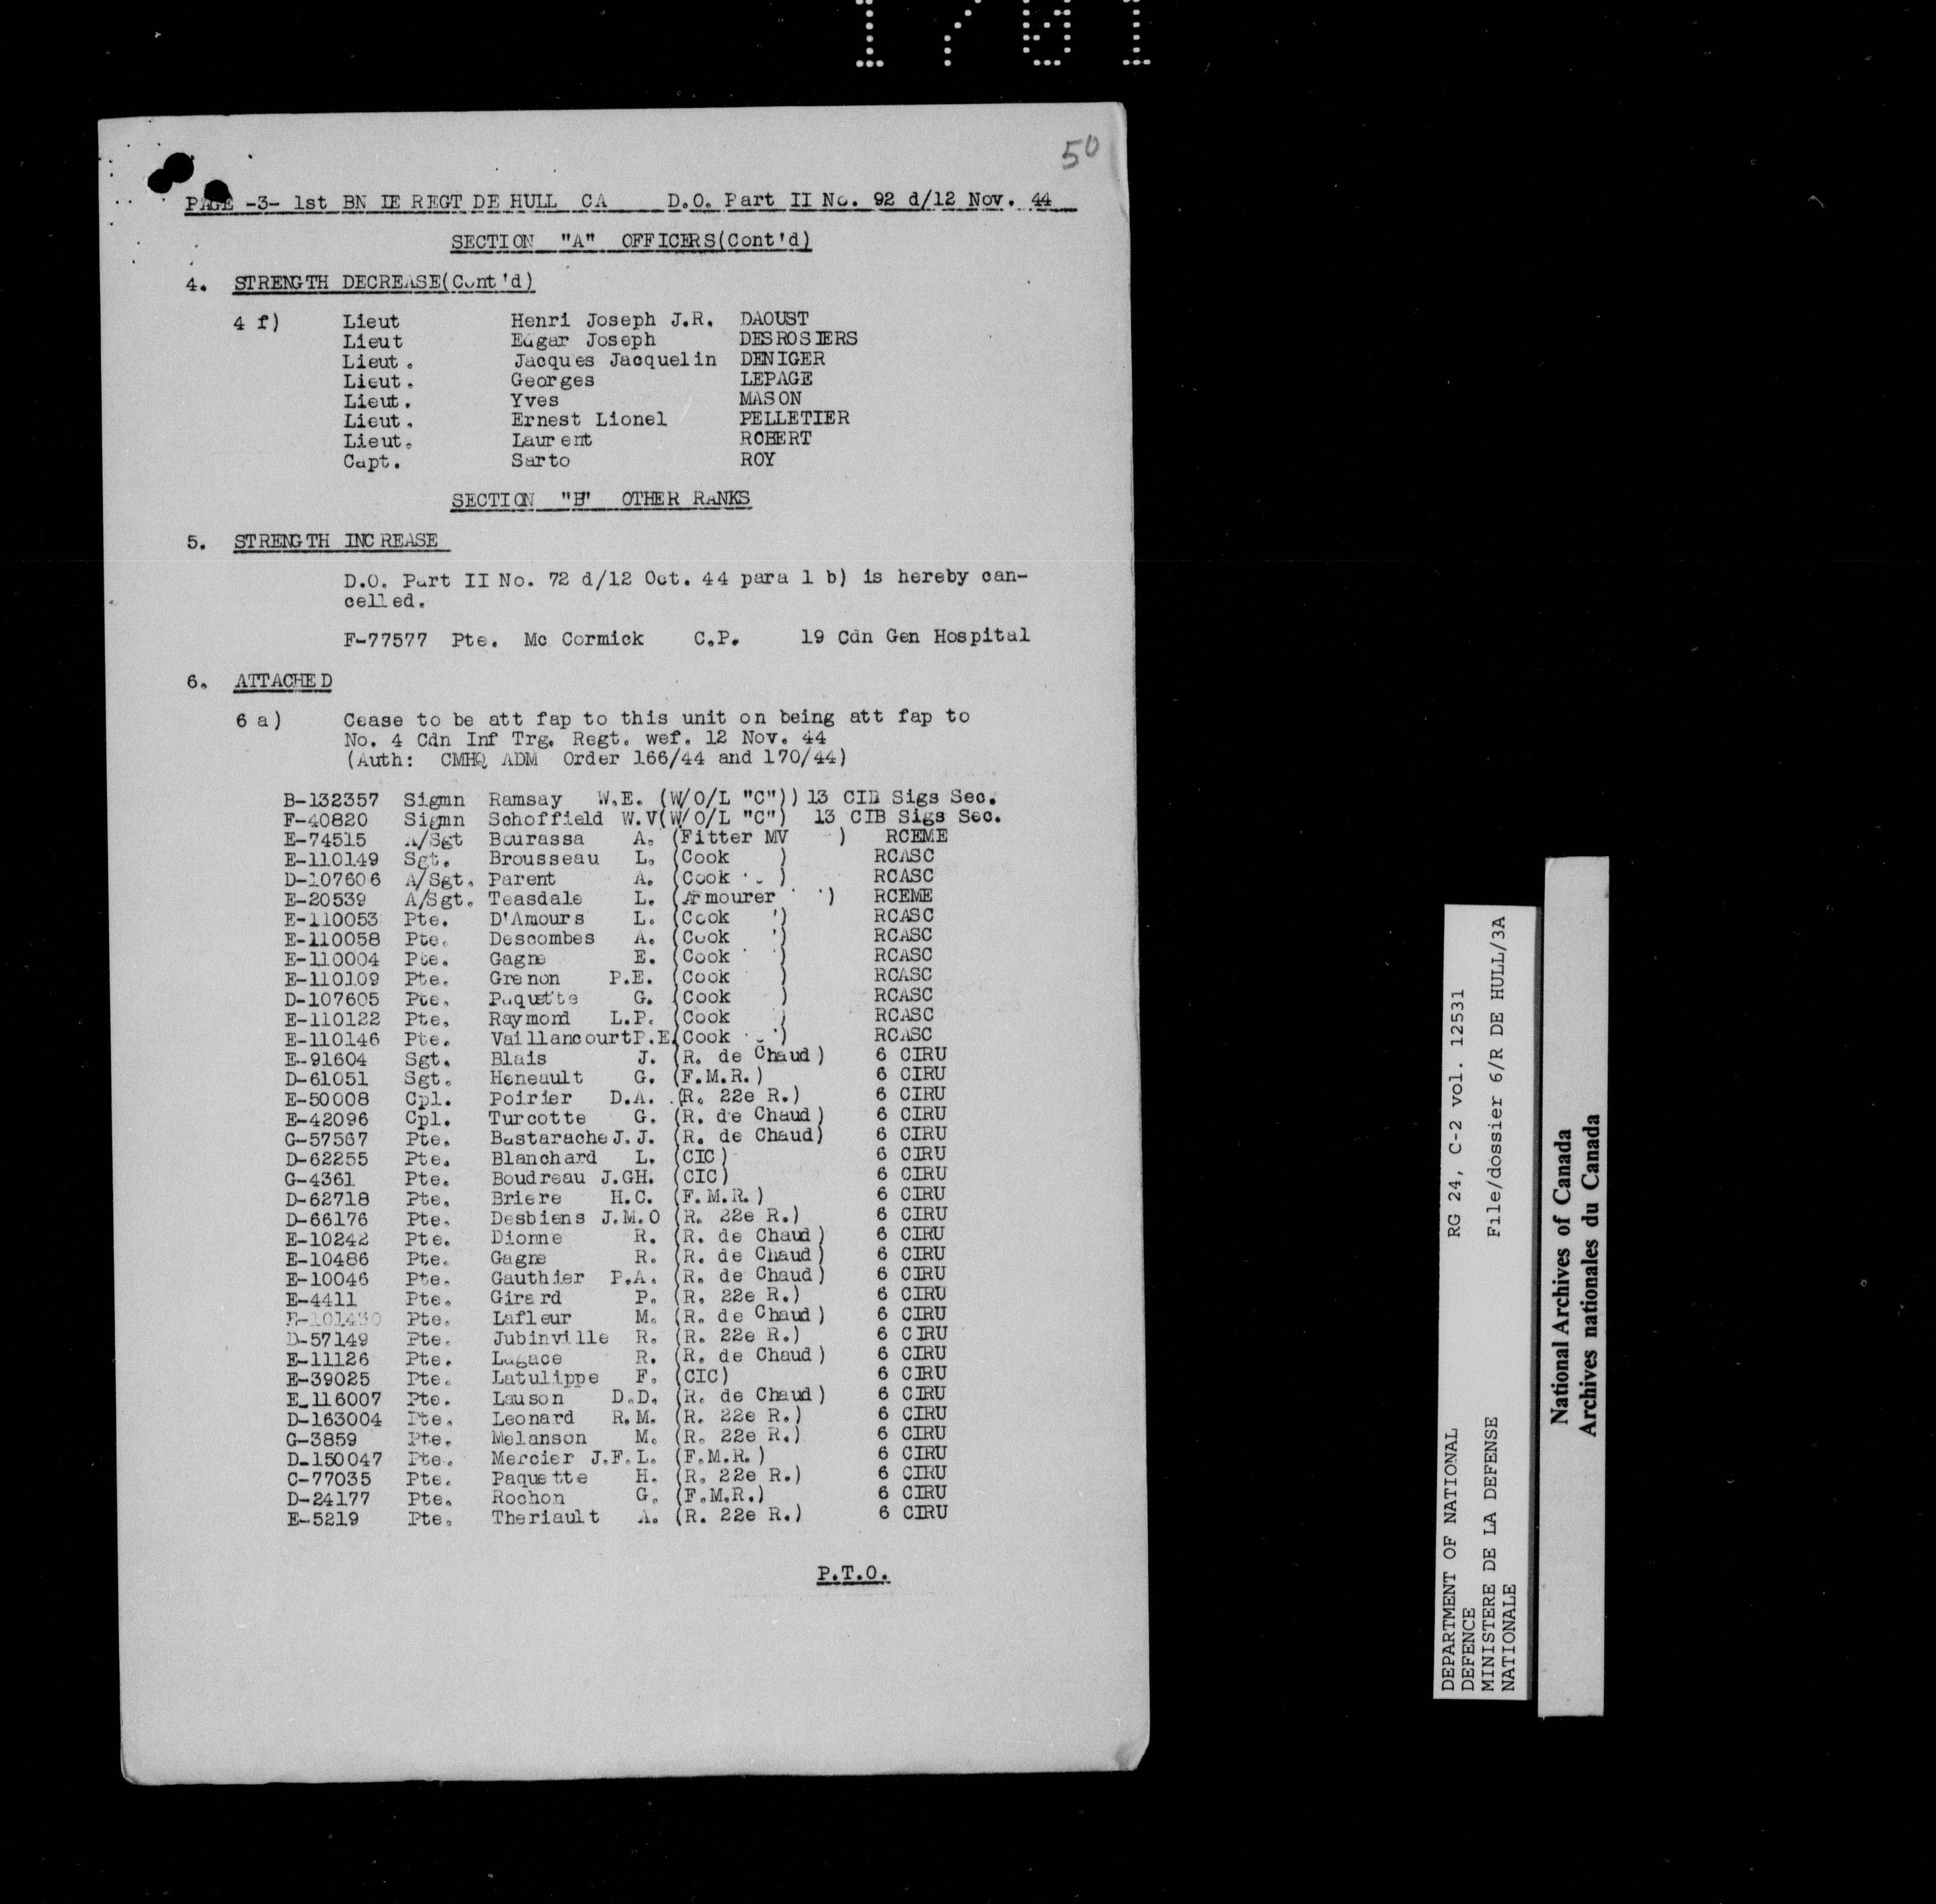 1701
50
PAGE -3- 1st BN LE REGT DE HULL CA D.O. Part II No. 92 d/12 Nov. 44
SECTION "A" OFFICERS(Cont'd)
4. STRENGTH DECREASE(Cont'd)
4 f) Lieut Henri Joseph J.R. DAOUST
Lieut Edgar Joseph DESROSIERS
Lieut. Jacques Jacquelin DENIGER
Lieut. Georges LEPAGE
Lieut. Yves MASON
Lieut. Ernest Lionel PELLETIER
Lieut. Laurent ROBERT
Capt. Sarto ROY
SECTION "B" OTHER RANKS
5. STRENGTH INCREASE
D.O. Part II No. 72 d/12 Oct. 44 para 1 b) is hereby can-
celled.
F-77577 Pte. Mc Cormick C.P. 19 Cdn Gen Hospital
6. ATTACHED
6 a) Cease to be att fap to this unit on being att fap to
No. 4 Cdn Inf Trg. Regt. wef. 12 Nov. 44
(Auth: CMHQ ADM Order 166/44 and 170/44)
B-132357 Sigmn Ramsay W.E. (W/O/L "C")) 13 CIB Sigs Sec.
F-40820 Sigmn Schoffield W.V(W/O/L "C") 13 CIB Sigs Sec.
E-74515 A/Sgt Bourassa A. (Fitter MV ) RCEME
E-110149 Sgt. Brousseau L. (Cook ) RCASC
D-107606 A/Sgt. Parent A. (Cook ) RCASC
E-20539 A/Sgt. Teasdale L. (Armourer ) RCEME
E-110053 Pte. D'Amours L. (Cook ) RCASC
E-110058 Pte. Descombes A. (Cook ) RCASC
E-110004 Pte. Gagne E. (Cook ) RCASC
E-110109 Pte. Grenon P.E. (Cook ) RCASC
D-107605 Pte. Paquette G. (Cook ) RCASC
E-110122 Pte. Raymond L.P. (Cook ) RCASC
E-110146 Pte. VaillancourtP.E.(Cook ) RCASC
E-91604 Sgt. Blais J. (R. de Chaud) 6 CIRU
D-61051 Sgt. Heneault G. (F.M.R.) 6 CIRU
E-50008 Cpl. Poirier D.A. (R. 22e R.) 6 CIRU
E-42096 Cpl. Turcotte G. (R. de Chaud) 6 CIRU
G-57567 Pte. Bastarache J.J. (R. de Chaud) 6 CIRU
D-62255 Pte. Blanchard L. (CIC) 6 CIRU
G-4361 Pte. Boudreau J.GH. (CIC) 6 CIRU
D-62718 Pte. Briere H.C. (F.M.R.) 6 CIRU
D-66176 Pte. Desbiens J.M.O (R. 22e R.) 6 CIRU
E-10242 Pte. Dionne R. (R. de Chaud) 6 CIRU
E-10486 Pte. Gagne R. (R. de Chaud) 6 CIRU
E-10046 Pte. Gauthier P.A. (R. de Chaud) 6 CIRU
E-4411 Pte. Girard P. (R. 22e R.) 6 CIRU
Pte. Lafleur M. (R. de Chaud) 6 CIRU
D-57149 Pte. Jubinville R. (R. 22e R.) 6 CIRU
E-11126 Pte. Lagace R. (R. de Chaud) 6 CIRU
E-39025 Pte. Latulippe F. (CIC) 6 CIRU
E-116007 Pte. Lauson D.D. (R. de Chaud) 6 CIRU
D-163004 Pte. Leonard R.M. (R. 22e R.) 6 CIRU
G-3859 Pte. Melanson M. (R. 22e R.) 6 CIRU
D-150047 Pte. Mercier J.F.L. (F.M.R.) 6 CIRU
C-77035 Pte. Paquette H. (R. 22e R.) 6 CIRU
D-24177 Pte. Rochon G. (F.M.R.) 6 CIRU
E-5219 Pte. Theriault A. (R. 22e R.) 6 CIRU
P.T.O.
DEPARTMENT OF NATIONAL RG 24, C-2 vol. 12531
DEFENCE
MINISTERE DE LA DEFENSE File/dossier 6/R DE HULL/3A
NATIONALE
National Archives of Canada
Archives nationales du Canada